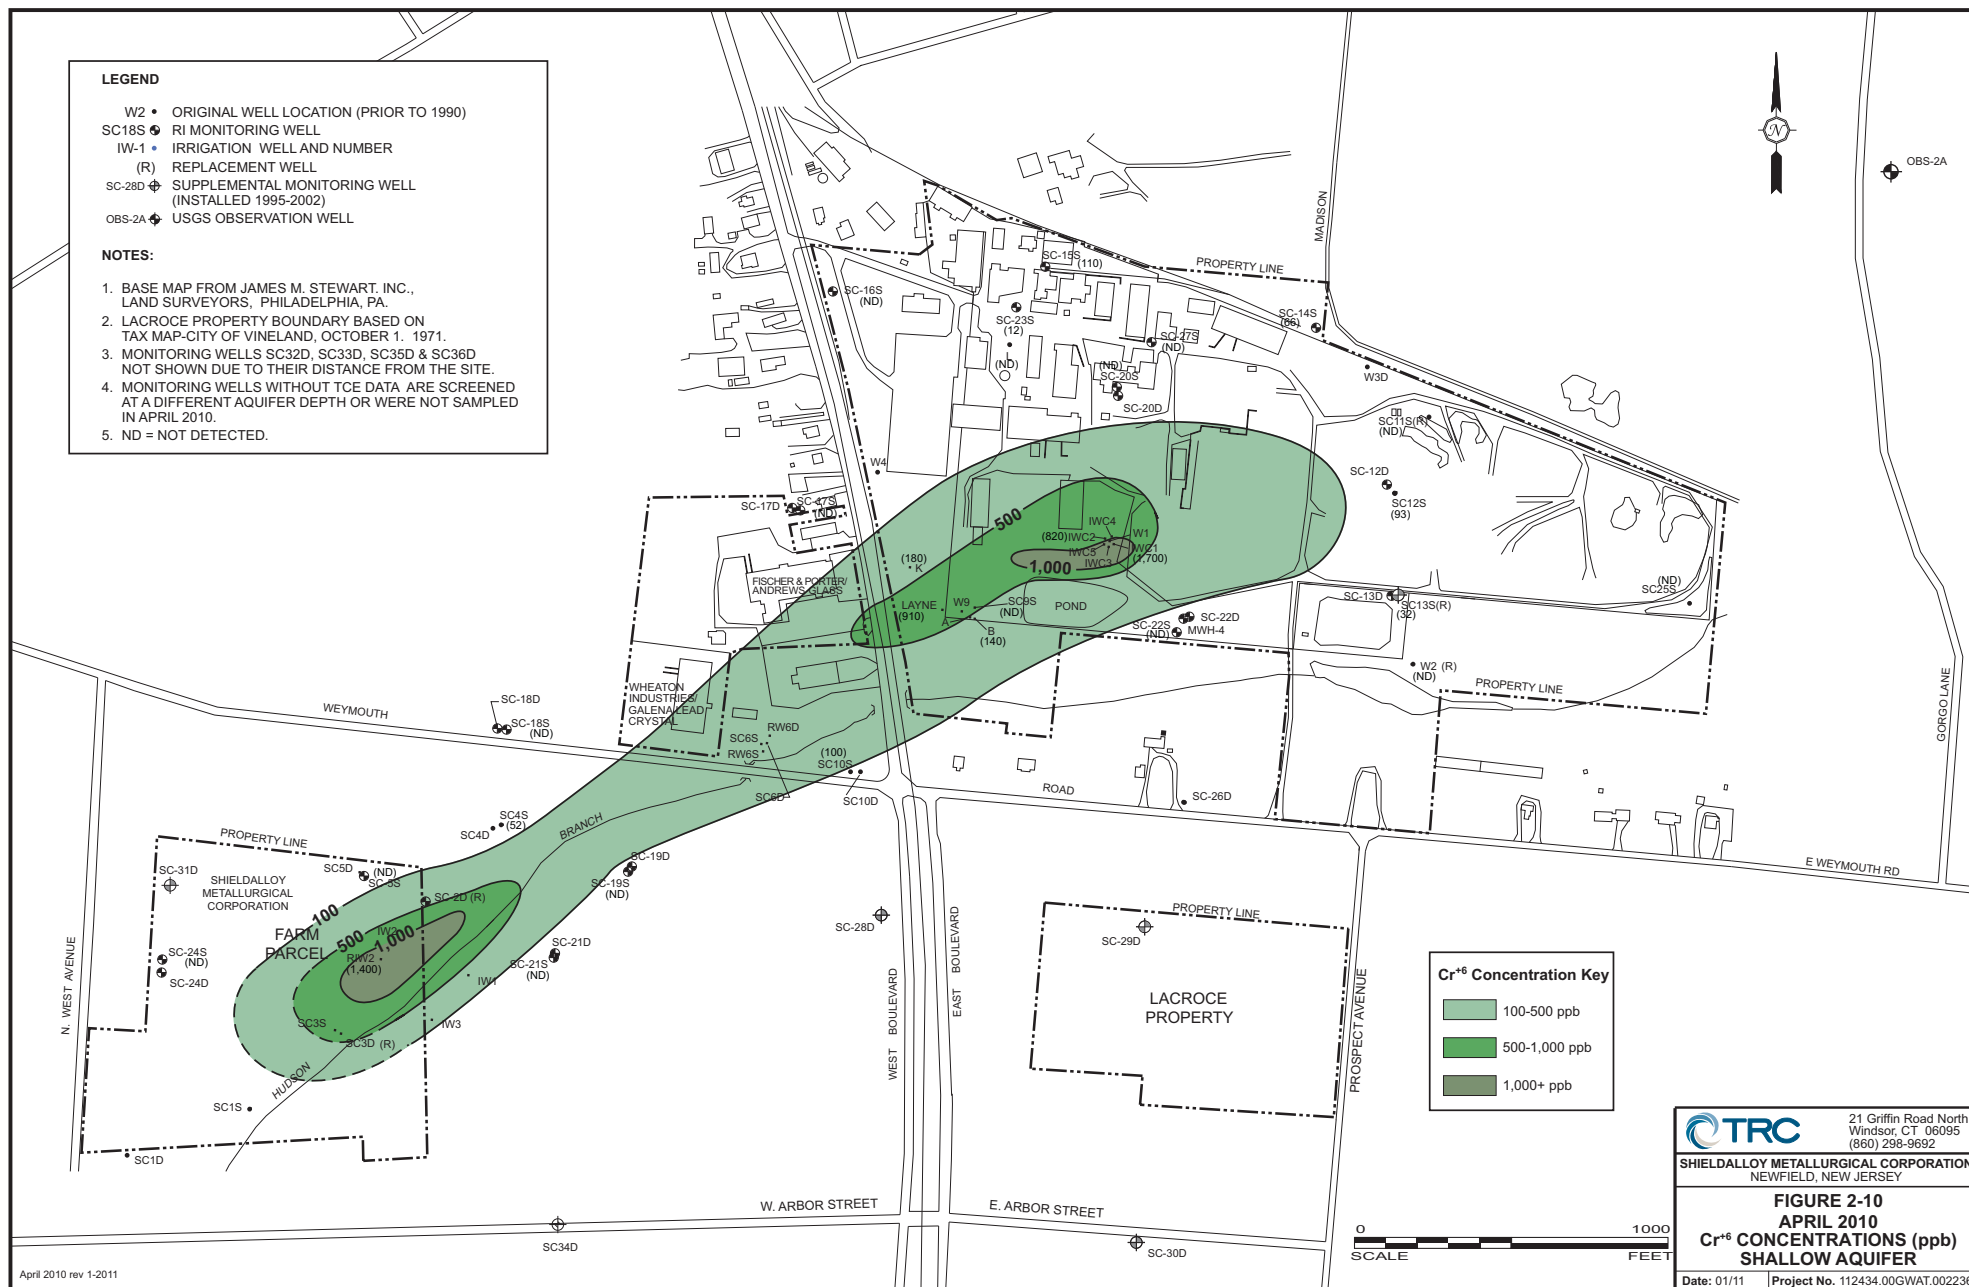 LEGEND
W2 • ORIGINAL WELL LOCATION (PRIOR TO 1990)
SC18S RI MONITORING WELL
IW-1 • IRRIGATION WELL AND NUMBER
(R) REPLACEMENT WELL
SC-28D SUPPLEMENTAL MONITORING WELL
(INSTALLED 1995-2002)
OBS-2A USGS OBSERVATION WELL
NOTES:
1. BASE MAP FROM JAMES M. STEWART. INC.,
LAND SURVEYORS, PHILADELPHIA, PA.
2. LACROCE PROPERTY BOUNDARY BASED ON
TAX MAP-CITY OF VINELAND, OCTOBER 1. 1971.
3. MONITORING WELLS SC32D, SC33D, SC35D & SC36D
NOT SHOWN DUE TO THEIR DISTANCE FROM THE SITE.
4. MONITORING WELLS WITHOUT TCE DATA ARE SCREENED
AT A DIFFERENT AQUIFER DEPTH OR WERE NOT SAMPLED
IN APRIL 2010.
5. ND = NOT DETECTED.
N
OBS-2A
MADISON
PROPERTY LINE
SC-15S
(110)
SC-16S
(ND)
SC-23S
(12)
L
(ND)
SC-27S
(ND)
SC-14S
(66)
W3D
(ND)
SC-20S
SC-20D
SC11S(R)
(ND)
W4
SC-12D
SC12S
(93)
SC-17D
SC-17S
(ND)
500
IWC4
(820)
IWC2
W1
IWC5
IWC1
(1,700)
IWC3
1,000
(180)
K
FISCHER & PORTER/
ANDREWS GLASS
LAYNE
(910)
W9
A
SC9S
(ND)
B
(140)
POND
SC-22S
(ND)
SC-22D
MWH-4
SC-13D
SC13S(R)
(32)
(ND)
SC25S
W2 (R)
(ND)
PROPERTY LINE
GORGO LANE
WHEATON
INDUSTRIES/
GALENA LEAD
CRYSTAL
WEYMOUTH
SC-18D
SC-18S
(ND)
RW6D
SC6S
RW6S
SC6D
(100)
SC10S
SC10D
ROAD
SC-26D
E WEYMOUTH RD
SC4S
(52)
SC4D
BRANCH
PROPERTY LINE
SC-31D
SHIELDALLOY
METALLURGICAL
CORPORATION
SC5D
(ND)
SC-5S
SC-19D
SC-19S
(ND)
100
SC-2D (R)
FARM
PARCEL
500
IW2
1,000
RIW2
(1,400)
SC-24S
(ND)
SC-24D
SC-21D
SC-21S
(ND)
IW1
IW3
SC3S
SC3D (R)
HUDSON
SC1S
SC1D
N. WEST AVENUE
SC-28D
WEST BOULEVARD
EAST BOULEVARD
PROPERTY LINE
SC-29D
LACROCE
PROPERTY
PROSPECT AVENUE
W. ARBOR STREET
E. ARBOR STREET
SC34D
SC-30D
Cr+6 Concentration Key
100-500 ppb
500-1,000 ppb
1,000+ ppb
0 1000
SCALE FEET
TRC
21 Griffin Road North
Windsor, CT 06095
(860) 298-9692
SHIELDALLOY METALLURGICAL CORPORATION
NEWFIELD, NEW JERSEY
FIGURE 2-10
APRIL 2010
Cr+6 CONCENTRATIONS (ppb)
SHALLOW AQUIFER
Date: 01/11 Project No. 112434.00GWAT.002236
April 2010 rev 1-2011